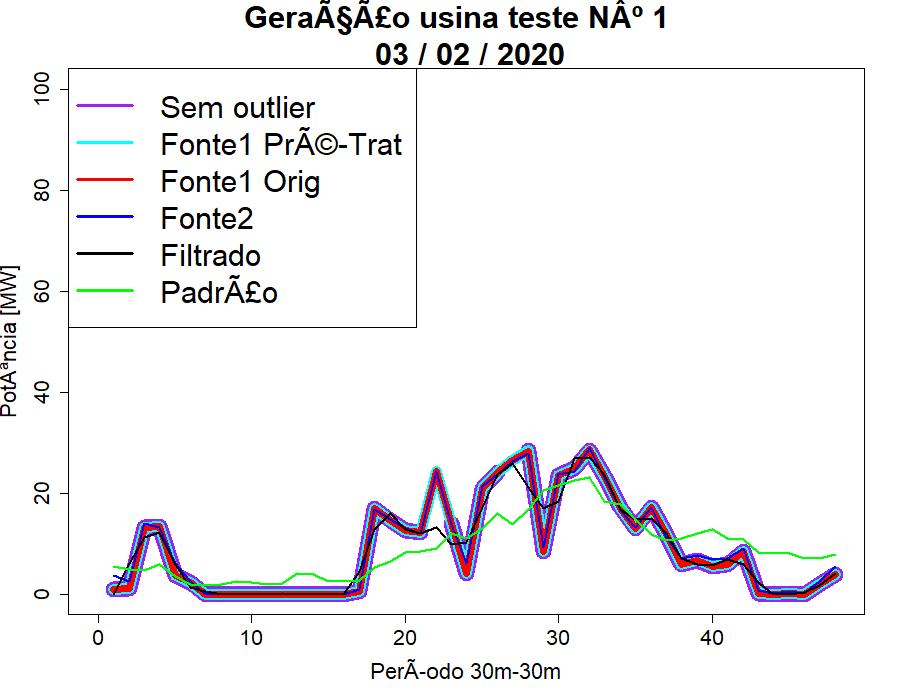 GeraÃ§Ã£o usina teste NÂº 1
03 / 02 / 2020
Sem outlier
Fonte1 PrÃ©-Trat
Fonte1 Orig
Fonte2
Filtrado
PadrÃ£o
PotÃªncia [MW]
100
80
60
40
20
0
0 10 20 30 40
PerÃ-odo 30m-30m